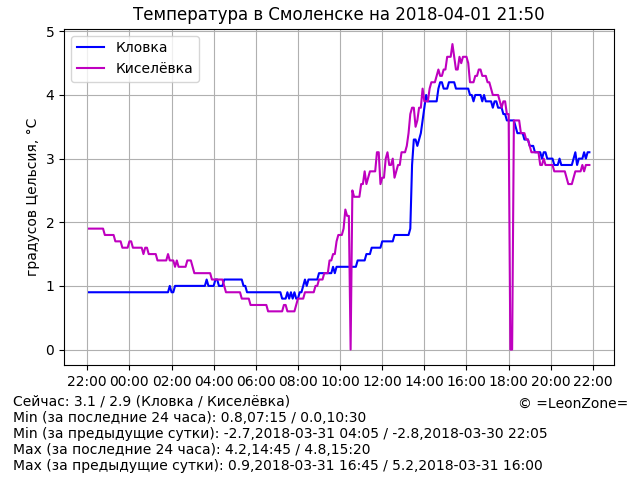 Температура в Смоленске на 2018-04-01 21:50
Кловка
Киселёвка
градусов Цельсия, °C
5
4
3
2
1
0
22:00 00:00 02:00 04:00 06:00 08:00 10:00 12:00 14:00 16:00 18:00 20:00 22:00
Сейчас: 3.1 / 2.9 (Кловка / Киселёвка)
© =LeonZone=
Min (за последние 24 часа): 0.8,07:15 / 0.0,10:30
Min (за предыдущие сутки): -2.7,2018-03-31 04:05 / -2.8,2018-03-30 22:05
Max (за последние 24 часа): 4.2,14:45 / 4.8,15:20
Max (за предыдущие сутки): 0.9,2018-03-31 16:45 / 5.2,2018-03-31 16:00